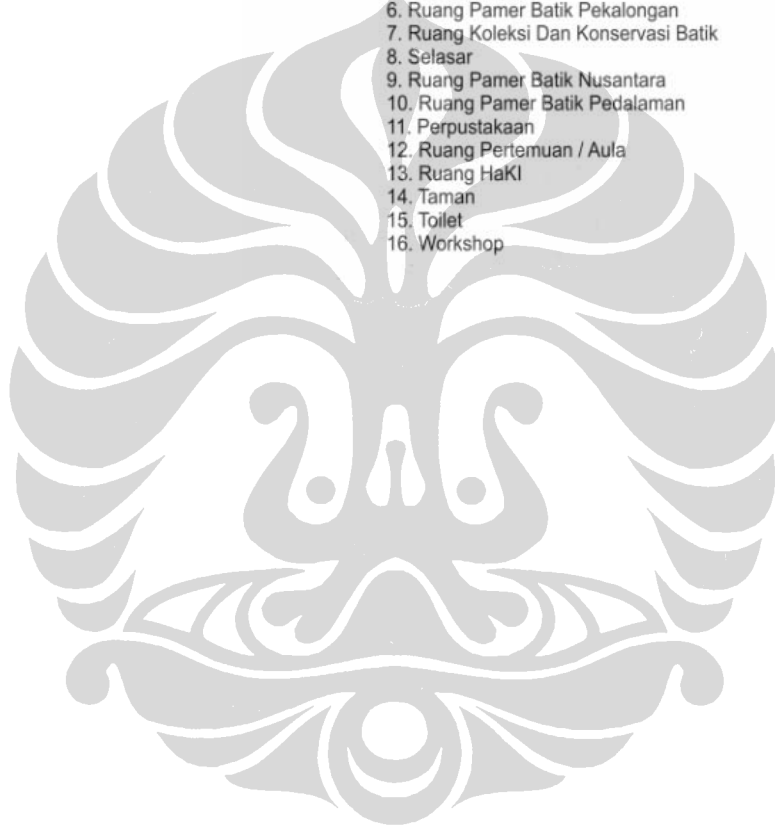 6. Ruang Pamer Batik Pekalongan
7. Ruang Koleksi Dan Konservasi Batik
8. Selasar
9. Ruang Pamer Batik Nusantara
10. Ruang Pamer Batik Pedalaman
11. Perpustakaan
12. Ruang Pertemuan / Aula
13. Ruang HaKI
14. Taman
15. Toilet
16. Workshop